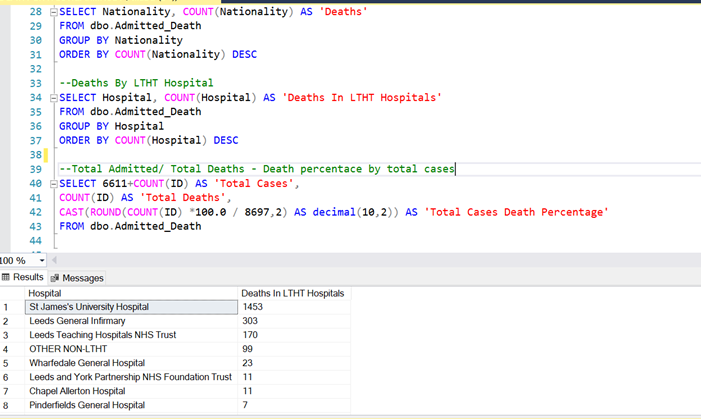 28 SELECT Nationality, COUNT(Nationality) AS 'Deaths'
29 FROM dbo.Admitted_Death
30 GROUP BY Nationality
31 ORDER BY COUNT(Nationality) DESC
32
33 --Deaths By LTHT Hospital
34 SELECT Hospital, COUNT(Hospital) AS 'Deaths In LTHT Hospitals'
35 FROM dbo.Admitted_Death
36 GROUP BY Hospital
37 ORDER BY COUNT(Hospital) DESC
38
39 --Total Admitted/ Total Deaths - Death percentace by total cases
40 SELECT 6611+COUNT(ID) AS 'Total Cases',
41 COUNT(ID) AS 'Total Deaths',
42 CAST(ROUND(COUNT(ID) *100.0 / 8697,2) AS decimal(10,2)) AS 'Total Cases Death Percentage'
43 FROM dbo.Admitted_Death
44
100 %
Results Messages
Hospital Deaths In LTHT Hospitals
1 St James's University Hospital 1453
2 Leeds General Infirmary 303
3 Leeds Teaching Hospitals NHS Trust 170
4 OTHER NON-LTHT 99
5 Wharfedale General Hospital 23
6 Leeds and York Partnership NHS Foundation Trust 11
7 Chapel Allerton Hospital 11
8 Pinderfields General Hospital 7